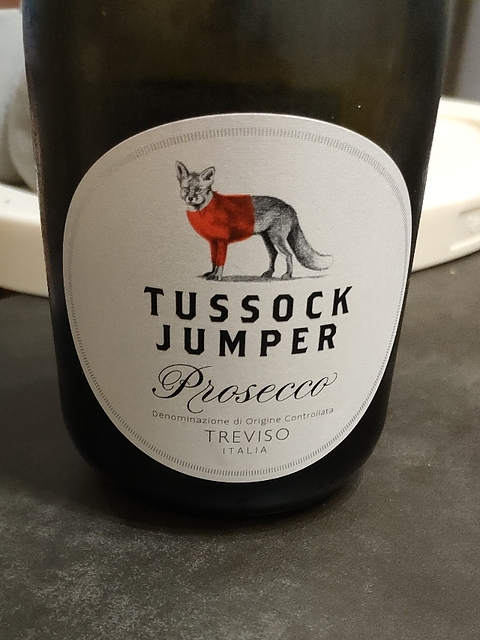 TUSSOCK
JUMPER
Prosecco
Denominazione di Origine Controllata
TREVISO
ITALIA